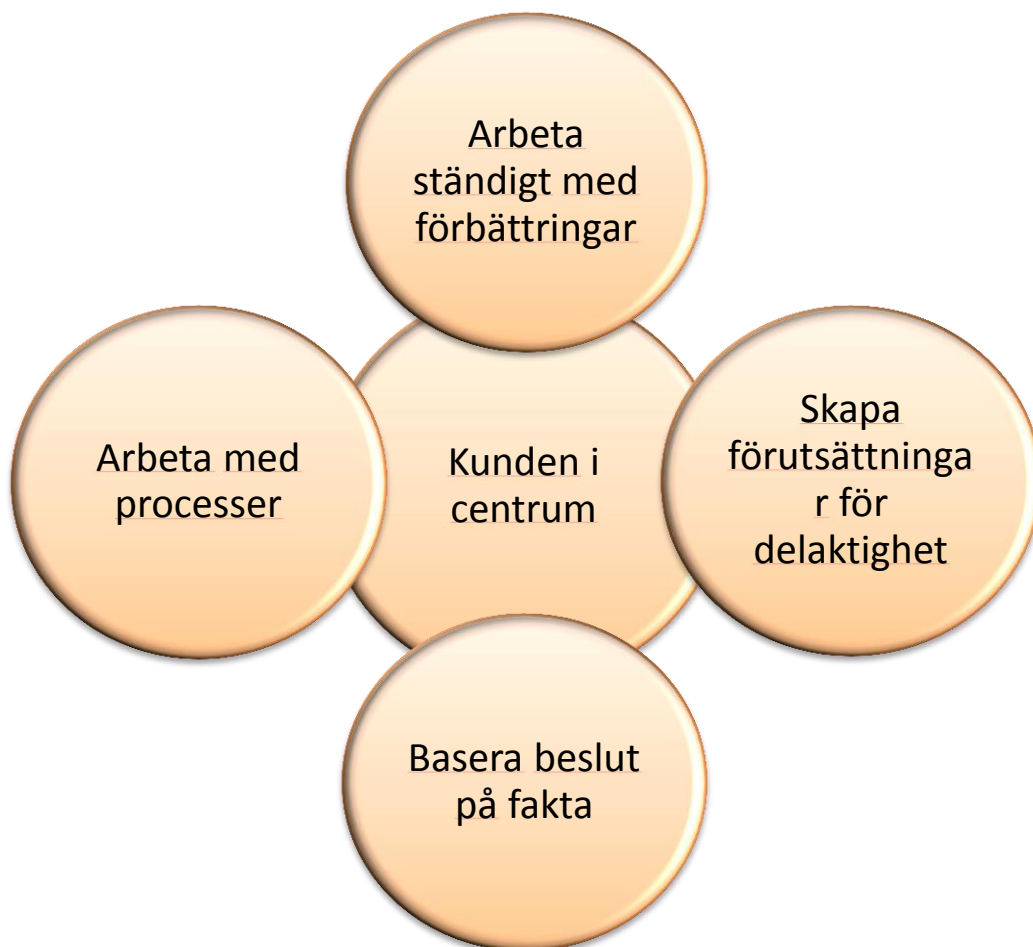 Arbeta
ständigt med
förbättringar
Arbeta med
processer
Kunden i
centrum
Skapa
förutsättninga
r för
delaktighet
Basera beslut
på fakta